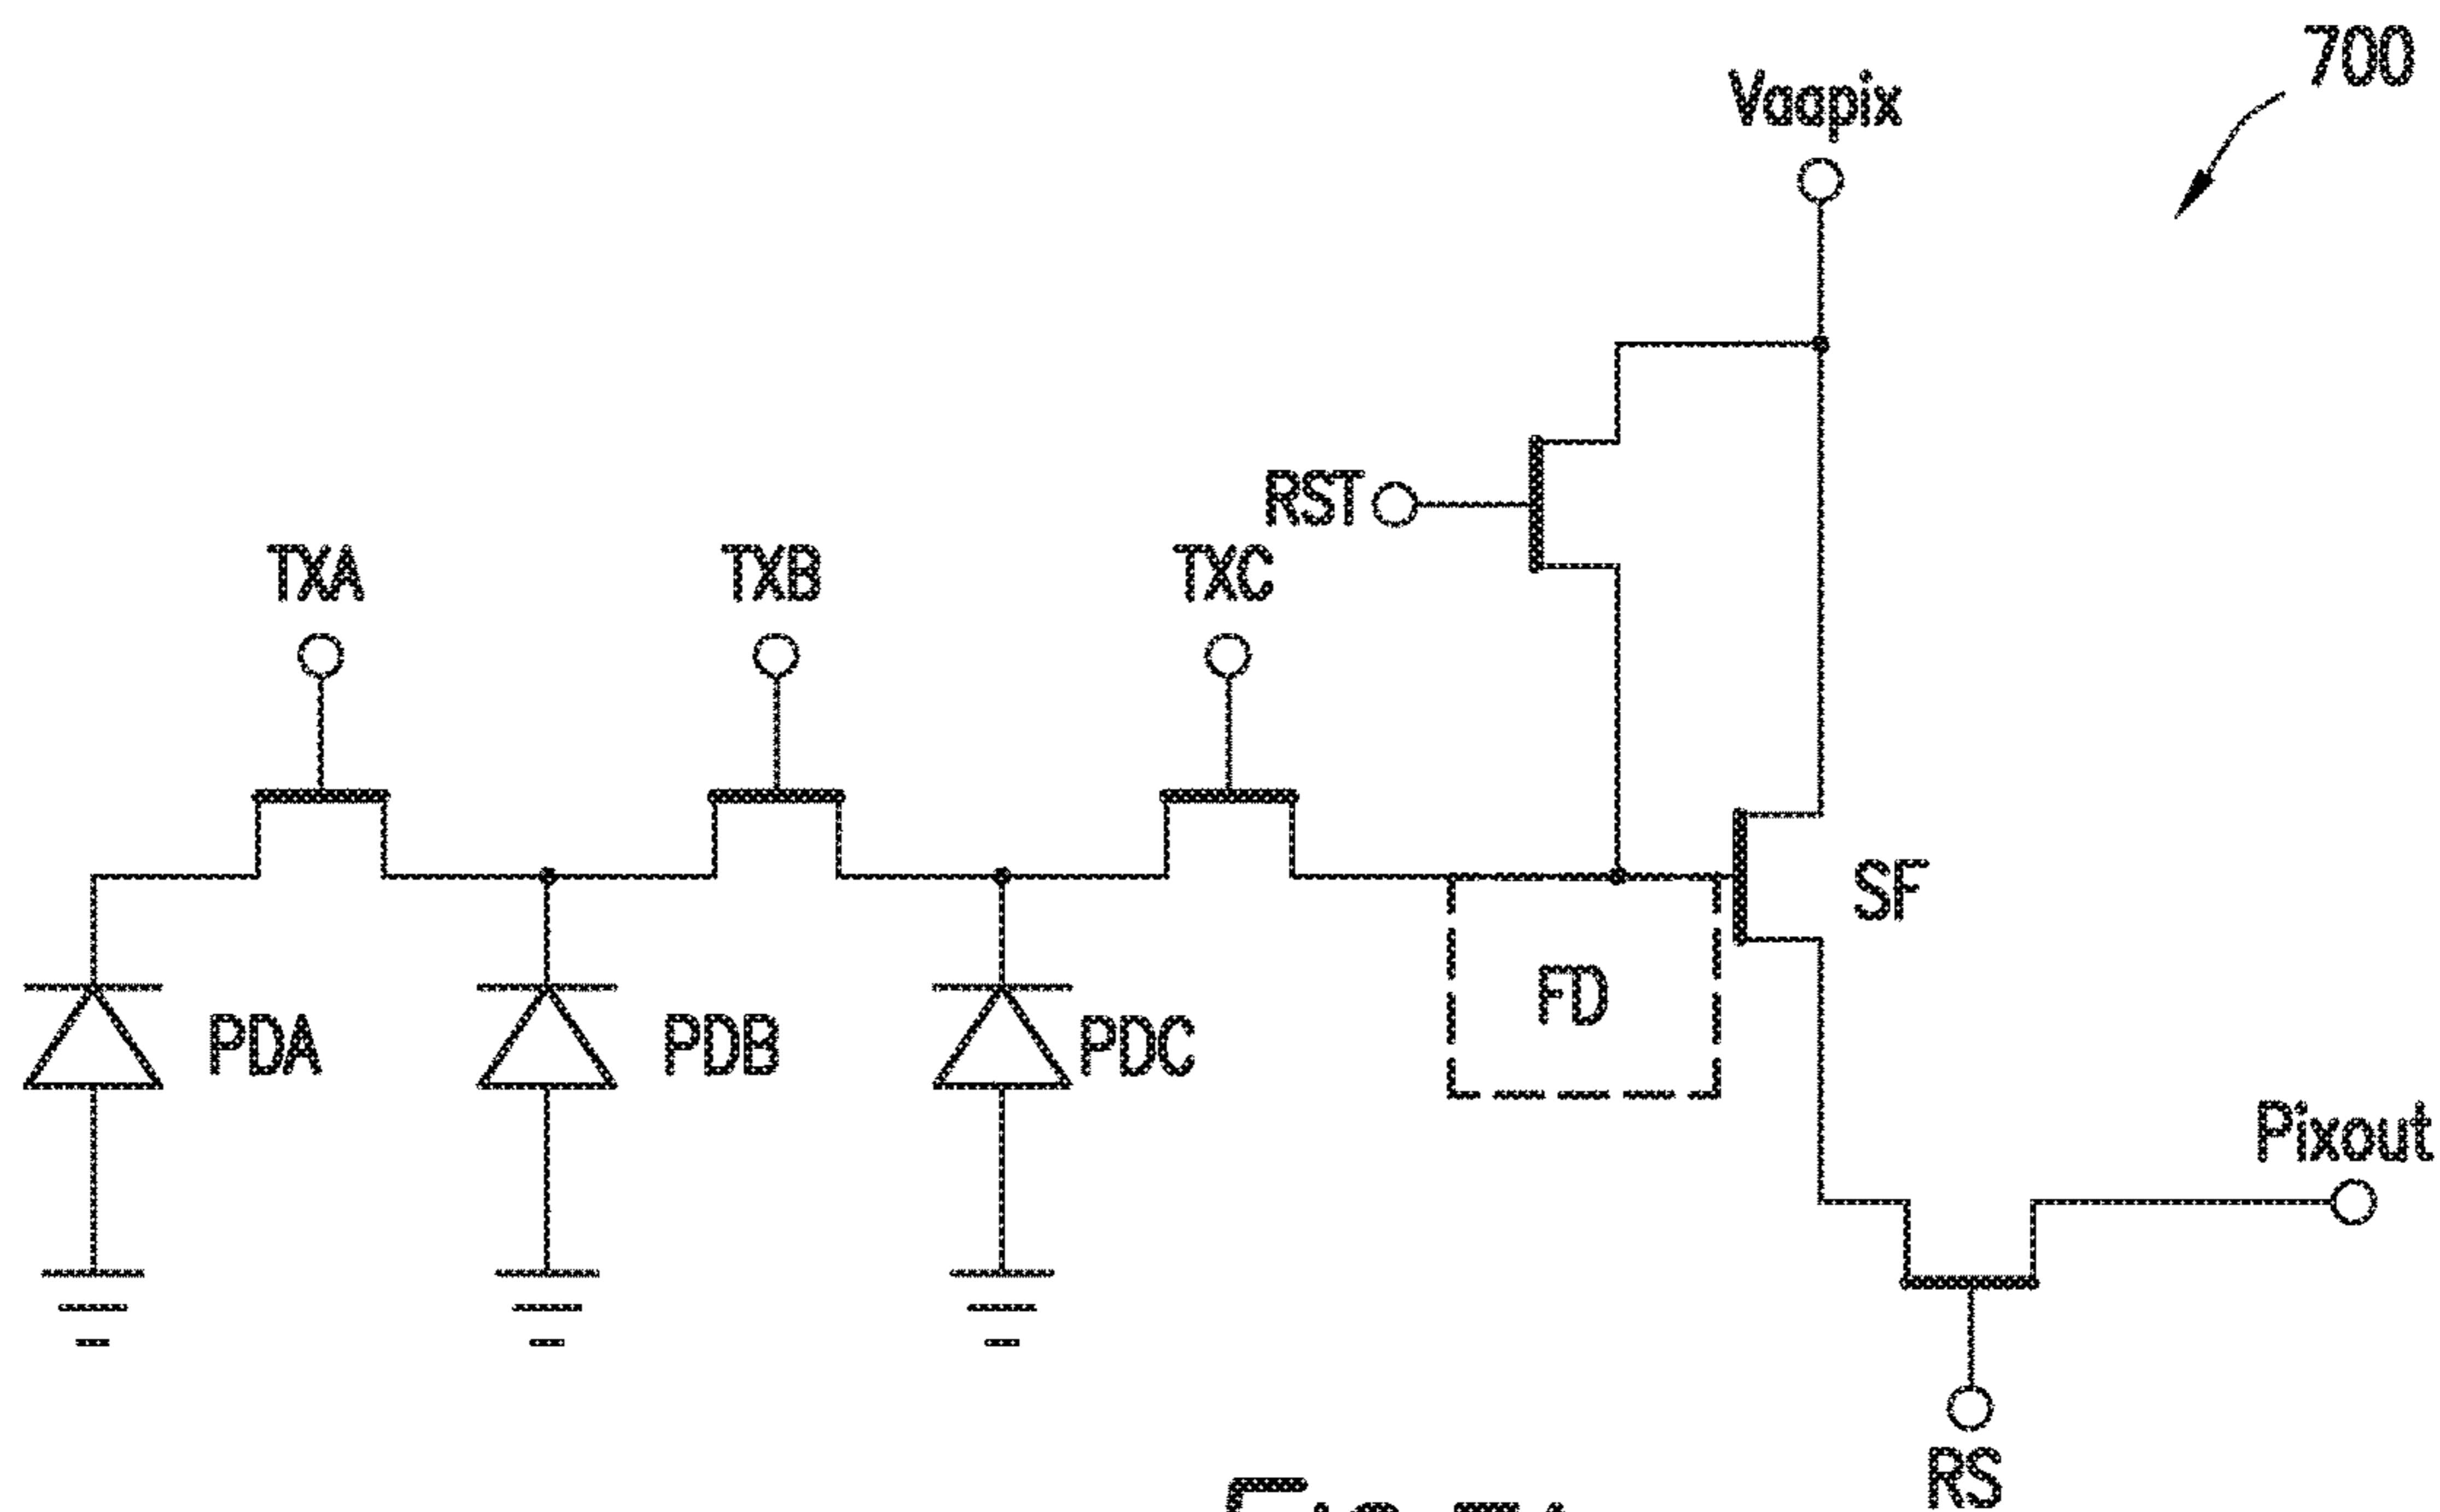 700
Vaapix
RST
TXA
TXB
TXC
SF
FD
PDA
PDB
PDC
Pixout
RS